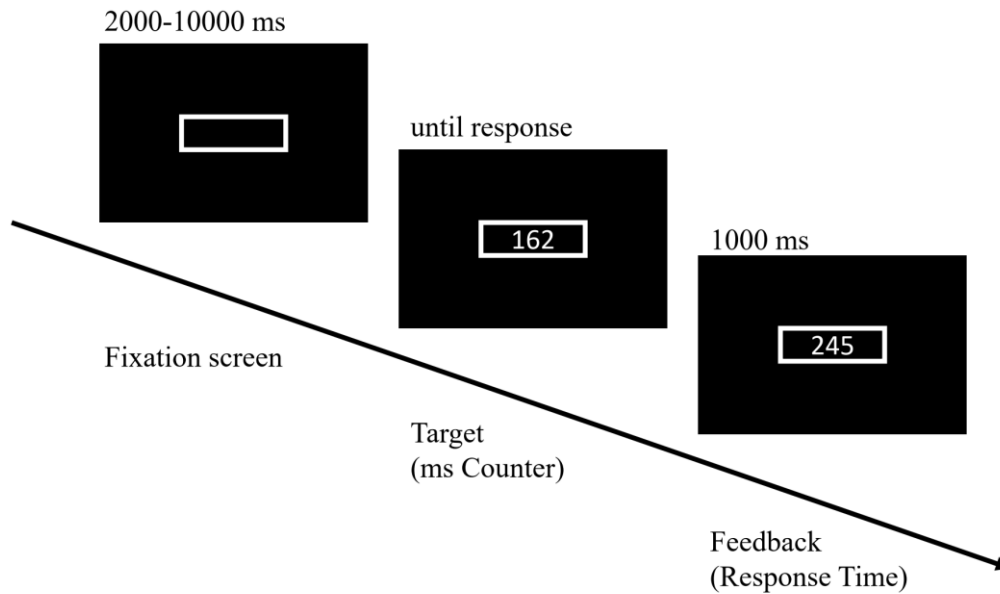 2000-10000 ms
until response
162
1000 ms
245
Fixation screen
Target
(ms Counter)
Feedback
(Response Time)